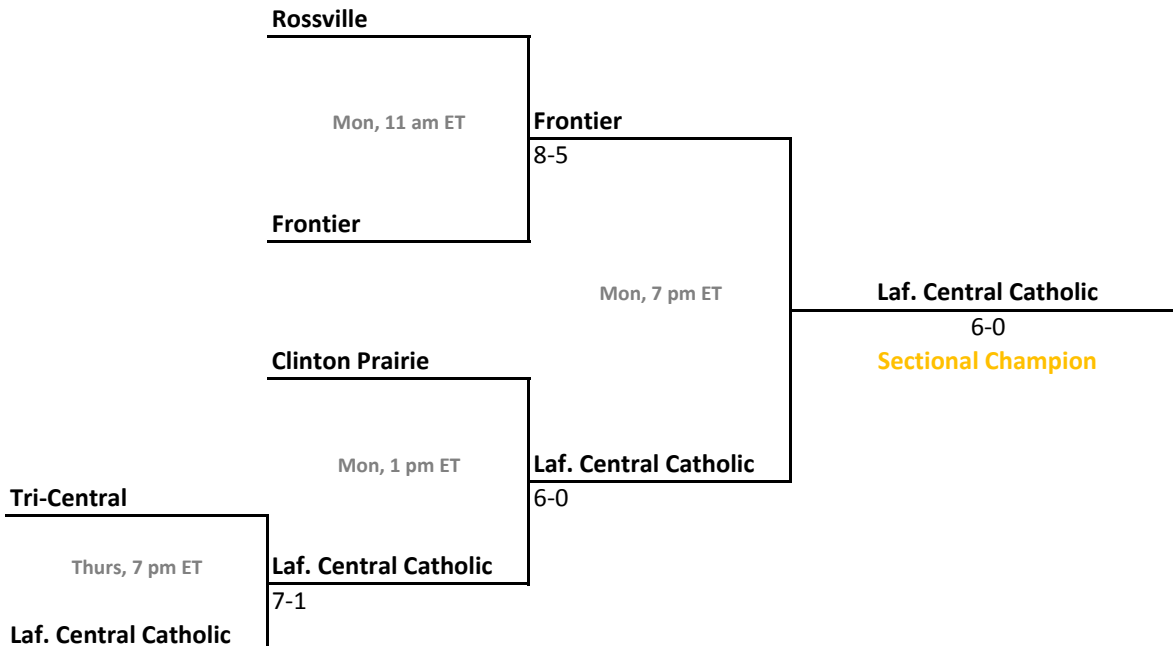 Rossville
Mon, 11 am ET
Frontier
8-5
Frontier
Mon, 7 pm ET
Laf. Central Catholic
6-0
Sectional Champion
Clinton Prairie
Mon, 1 pm ET
Laf. Central Catholic
6-0
Tri-Central
Thurs, 7 pm ET
Laf. Central Catholic
7-1
Laf. Central Catholic